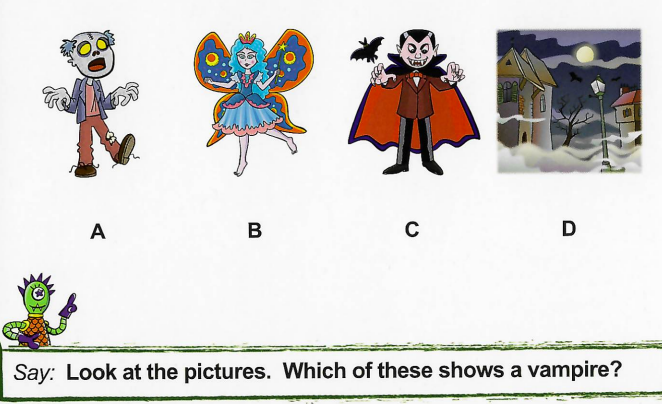 A B C D
Say: Look at the pictures. Which of these shows a vampire?